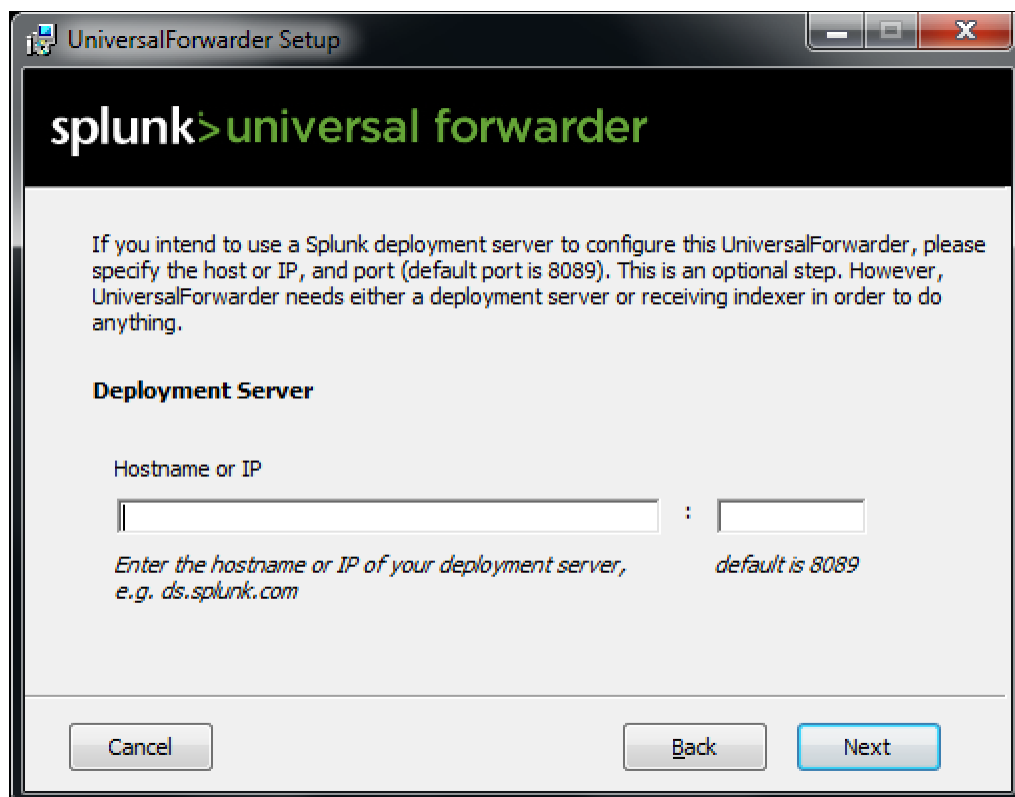 UniversalForwarder Setup
splunk>universal forwarder
If you intend to use a Splunk deployment server to configure this UniversalForwarder, please
specify the host or IP, and port (default port is 8089). This is an optional step. However,
UniversalForwarder needs either a deployment server or receiving indexer in order to do
anything.
Deployment Server
Hostname or IP
:
Enter the hostname or IP of your deployment server,
e.g. ds.splunk.com
default is 8089
Cancel
Back
Next